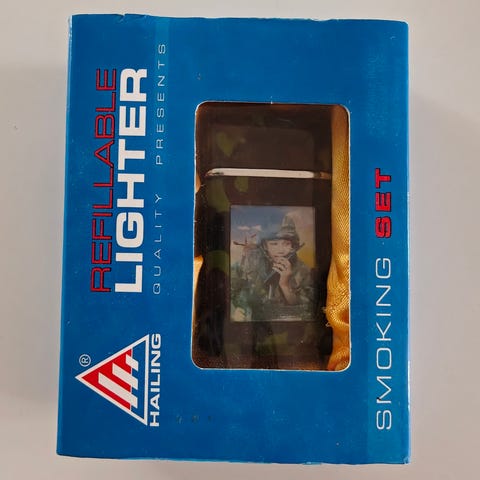 REFILLABLE
LIGHTER
QUALITY PRESENTS
®
HAILING
SMOKING SET